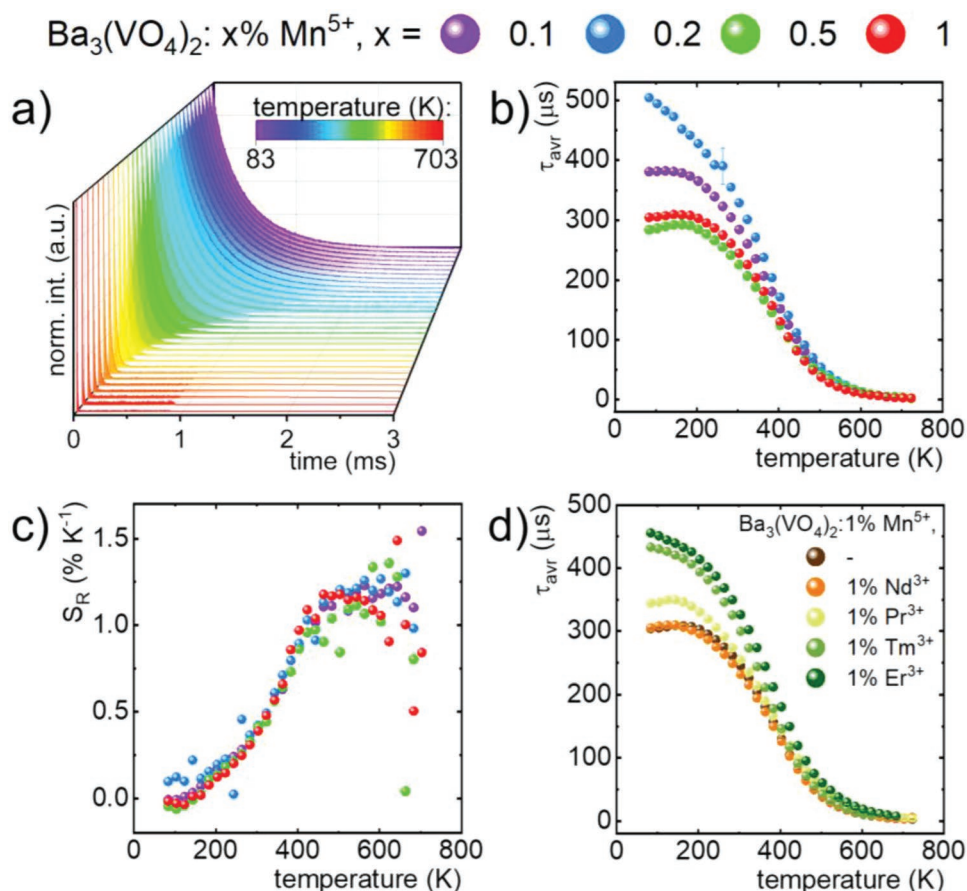 Ba₃(VO₄)₂: x% Mn⁵⁺, x = 0.1 0.2 0.5 1
a)
temperature (K):
83 703
norm. int. (a.u.)
0 1 2 3
time (ms)
b)
τavr (μs)
500
400
300
200
100
0
0 200 400 600 800
temperature (K)
c)
SR (% K⁻¹)
1.5
1.0
0.5
0.0
0 200 400 600 800
temperature (K)
d)
τavr (μs)
500
400
300
200
100
0
Ba₃(VO₄)₂:1% Mn⁵⁺,
-
1% Nd³⁺
1% Pr³⁺
1% Tm³⁺
1% Er³⁺
0 200 400 600 800
temperature (K)